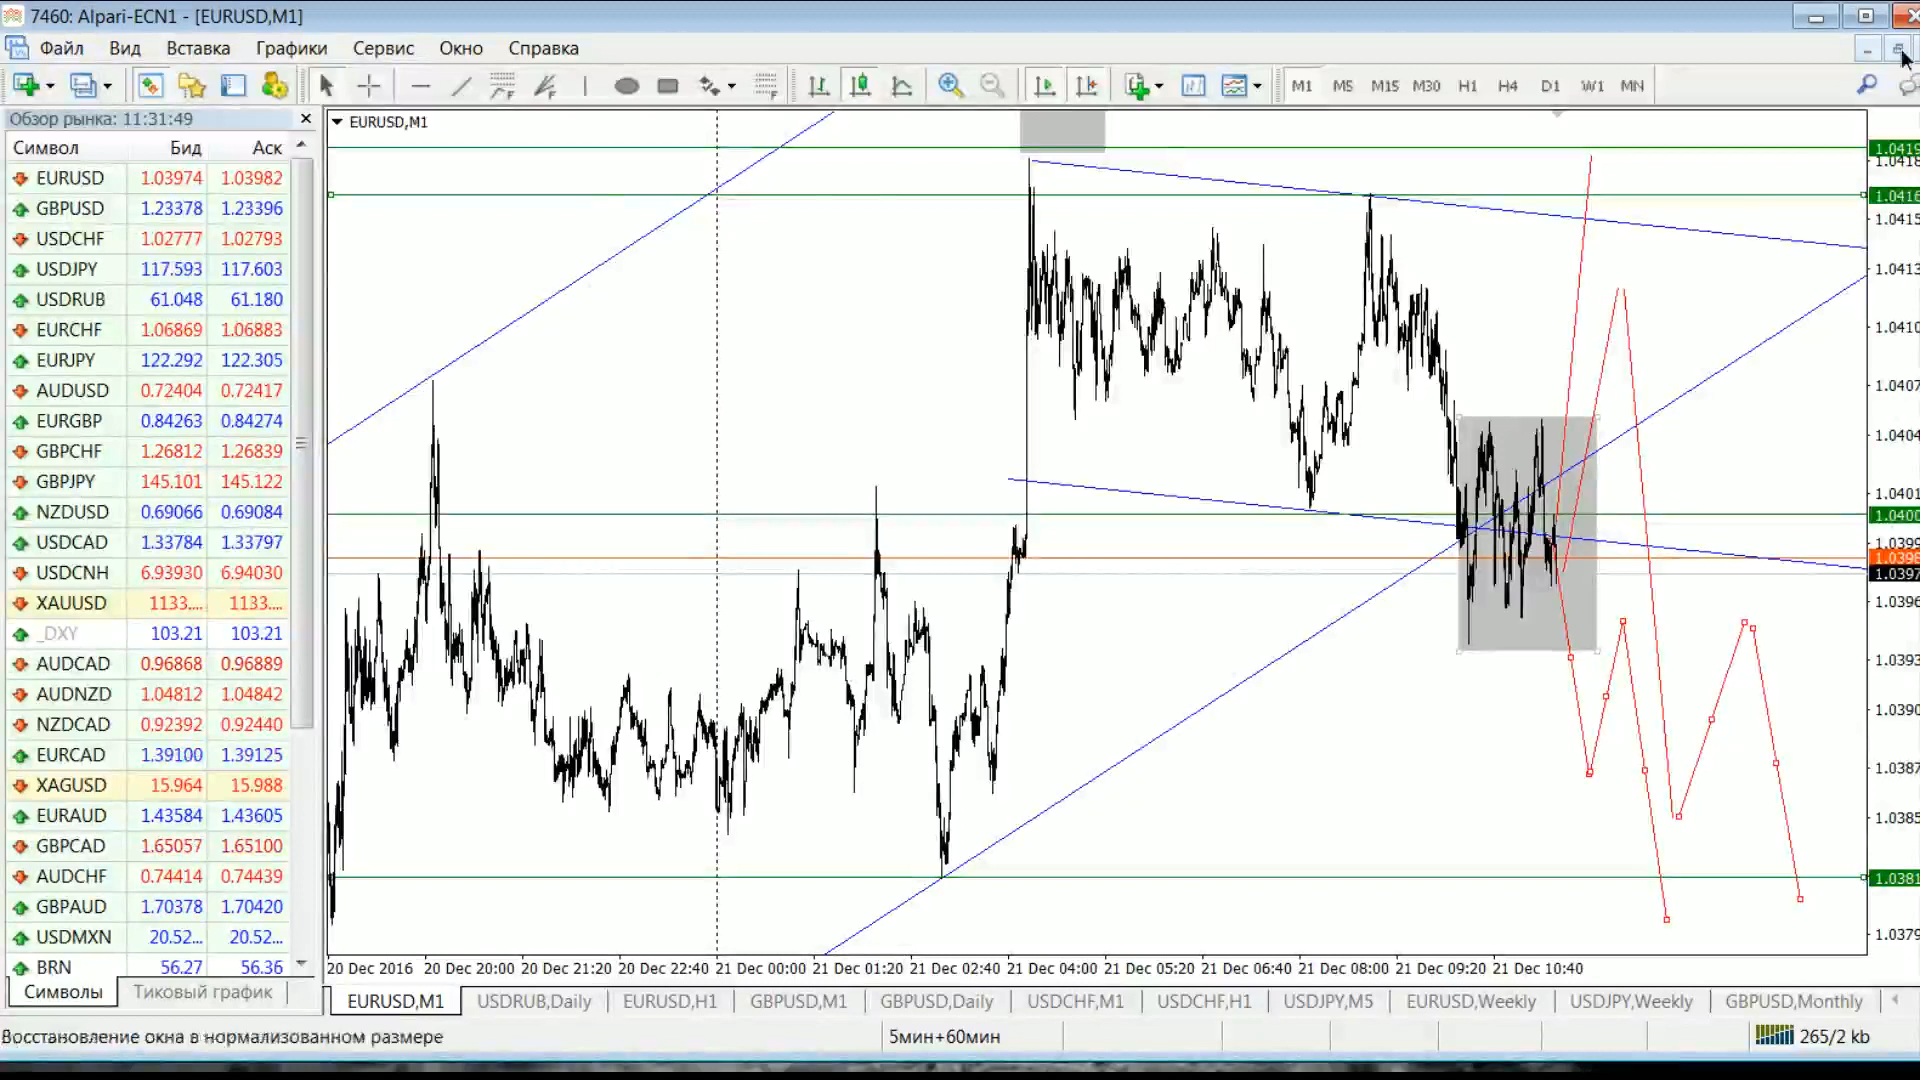 7460: Alpari-ECN1 - [EURUSD,M1]
Файл Вид Вставка Графики Сервис Окно Справка
M1 M5 M15 M30 H1 H4 D1 W1 MN
Обзор рынка: 11:31:49
Символ Бид Аск
EURUSD 1.03974 1.03982
GBPUSD 1.23378 1.23396
USDCHF 1.02777 1.02793
USDJPY 117.593 117.603
USDRUB 61.048 61.180
EURCHF 1.06869 1.06883
EURJPY 122.292 122.305
AUDUSD 0.72404 0.72417
EURGBP 0.84263 0.84274
GBPCHF 1.26812 1.26839
GBPJPY 145.101 145.122
NZDUSD 0.69066 0.69084
USDCAD 1.33784 1.33797
USDCNH 6.93930 6.94030
XAUUSD 1133.... 1133....
_DXY 103.21 103.21
AUDCAD 0.96868 0.96889
AUDNZD 1.04812 1.04842
NZDCAD 0.92392 0.92440
EURCAD 1.39100 1.39125
XAGUSD 15.964 15.988
EURAUD 1.43584 1.43605
GBPCAD 1.65057 1.65100
AUDCHF 0.74414 0.74439
GBPAUD 1.70378 1.70420
USDMXN 20.52... 20.52...
BRN 56.27 56.36
Символы Тиковый график
EURUSD,M1
1.0419
1.0418
1.0416
1.0415
1.0413
1.0410
1.0407
1.0404
1.0401
1.0400
1.0399
1.0398
1.0397
1.0396
1.0393
1.0390
1.0387
1.0385
1.0381
1.0379
20 Dec 2016 20 Dec 20:00 20 Dec 21:20 20 Dec 22:40 21 Dec 00:00 21 Dec 01:20 21 Dec 02:40 21 Dec 04:00 21 Dec 05:20 21 Dec 06:40 21 Dec 08:00 21 Dec 09:20 21 Dec 10:40
EURUSD,M1 USDRUB,Daily EURUSD,H1 GBPUSD,M1 GBPUSD,Daily USDCHF,M1 USDCHF,H1 USDJPY,M5 EURUSD,Weekly USDJPY,Weekly GBPUSD,Monthly
Восстановление окна в нормализованном размере 5мин+60мин 265/2 kb